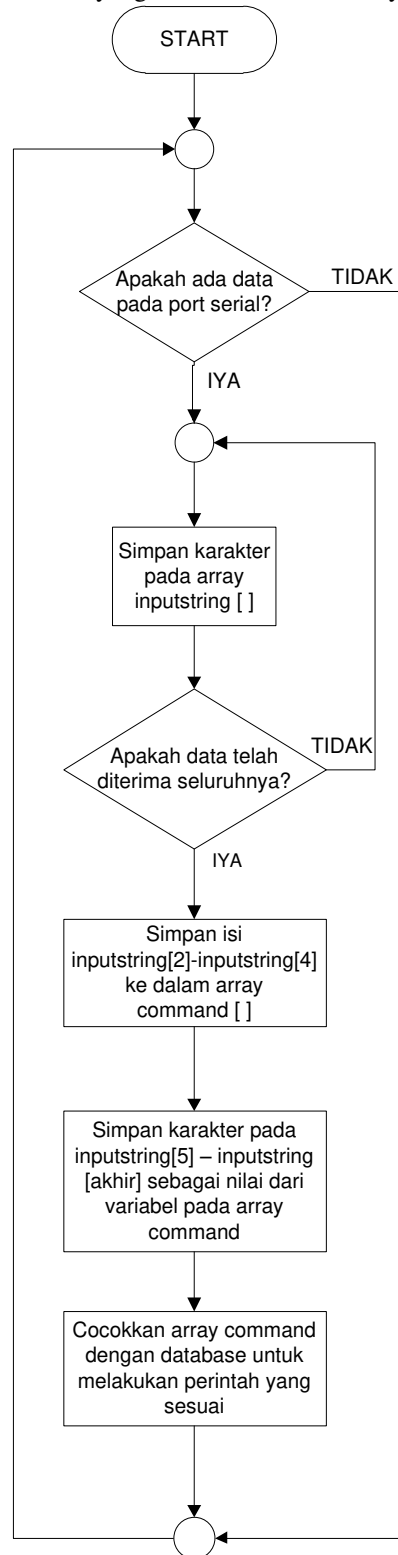 START
Apakah ada data
pada port serial?
TIDAK
IYA
Simpan karakter
pada array
inputstring [ ]
Apakah data telah
diterima seluruhnya?
TIDAK
IYA
Simpan isi
inputstring[2]-inputstring[4]
ke dalam array
command [ ]
Simpan karakter pada
inputstring[5] – inputstring
[akhir] sebagai nilai dari
variabel pada array
command
Cocokkan array command
dengan database untuk
melakukan perintah yang
sesuai